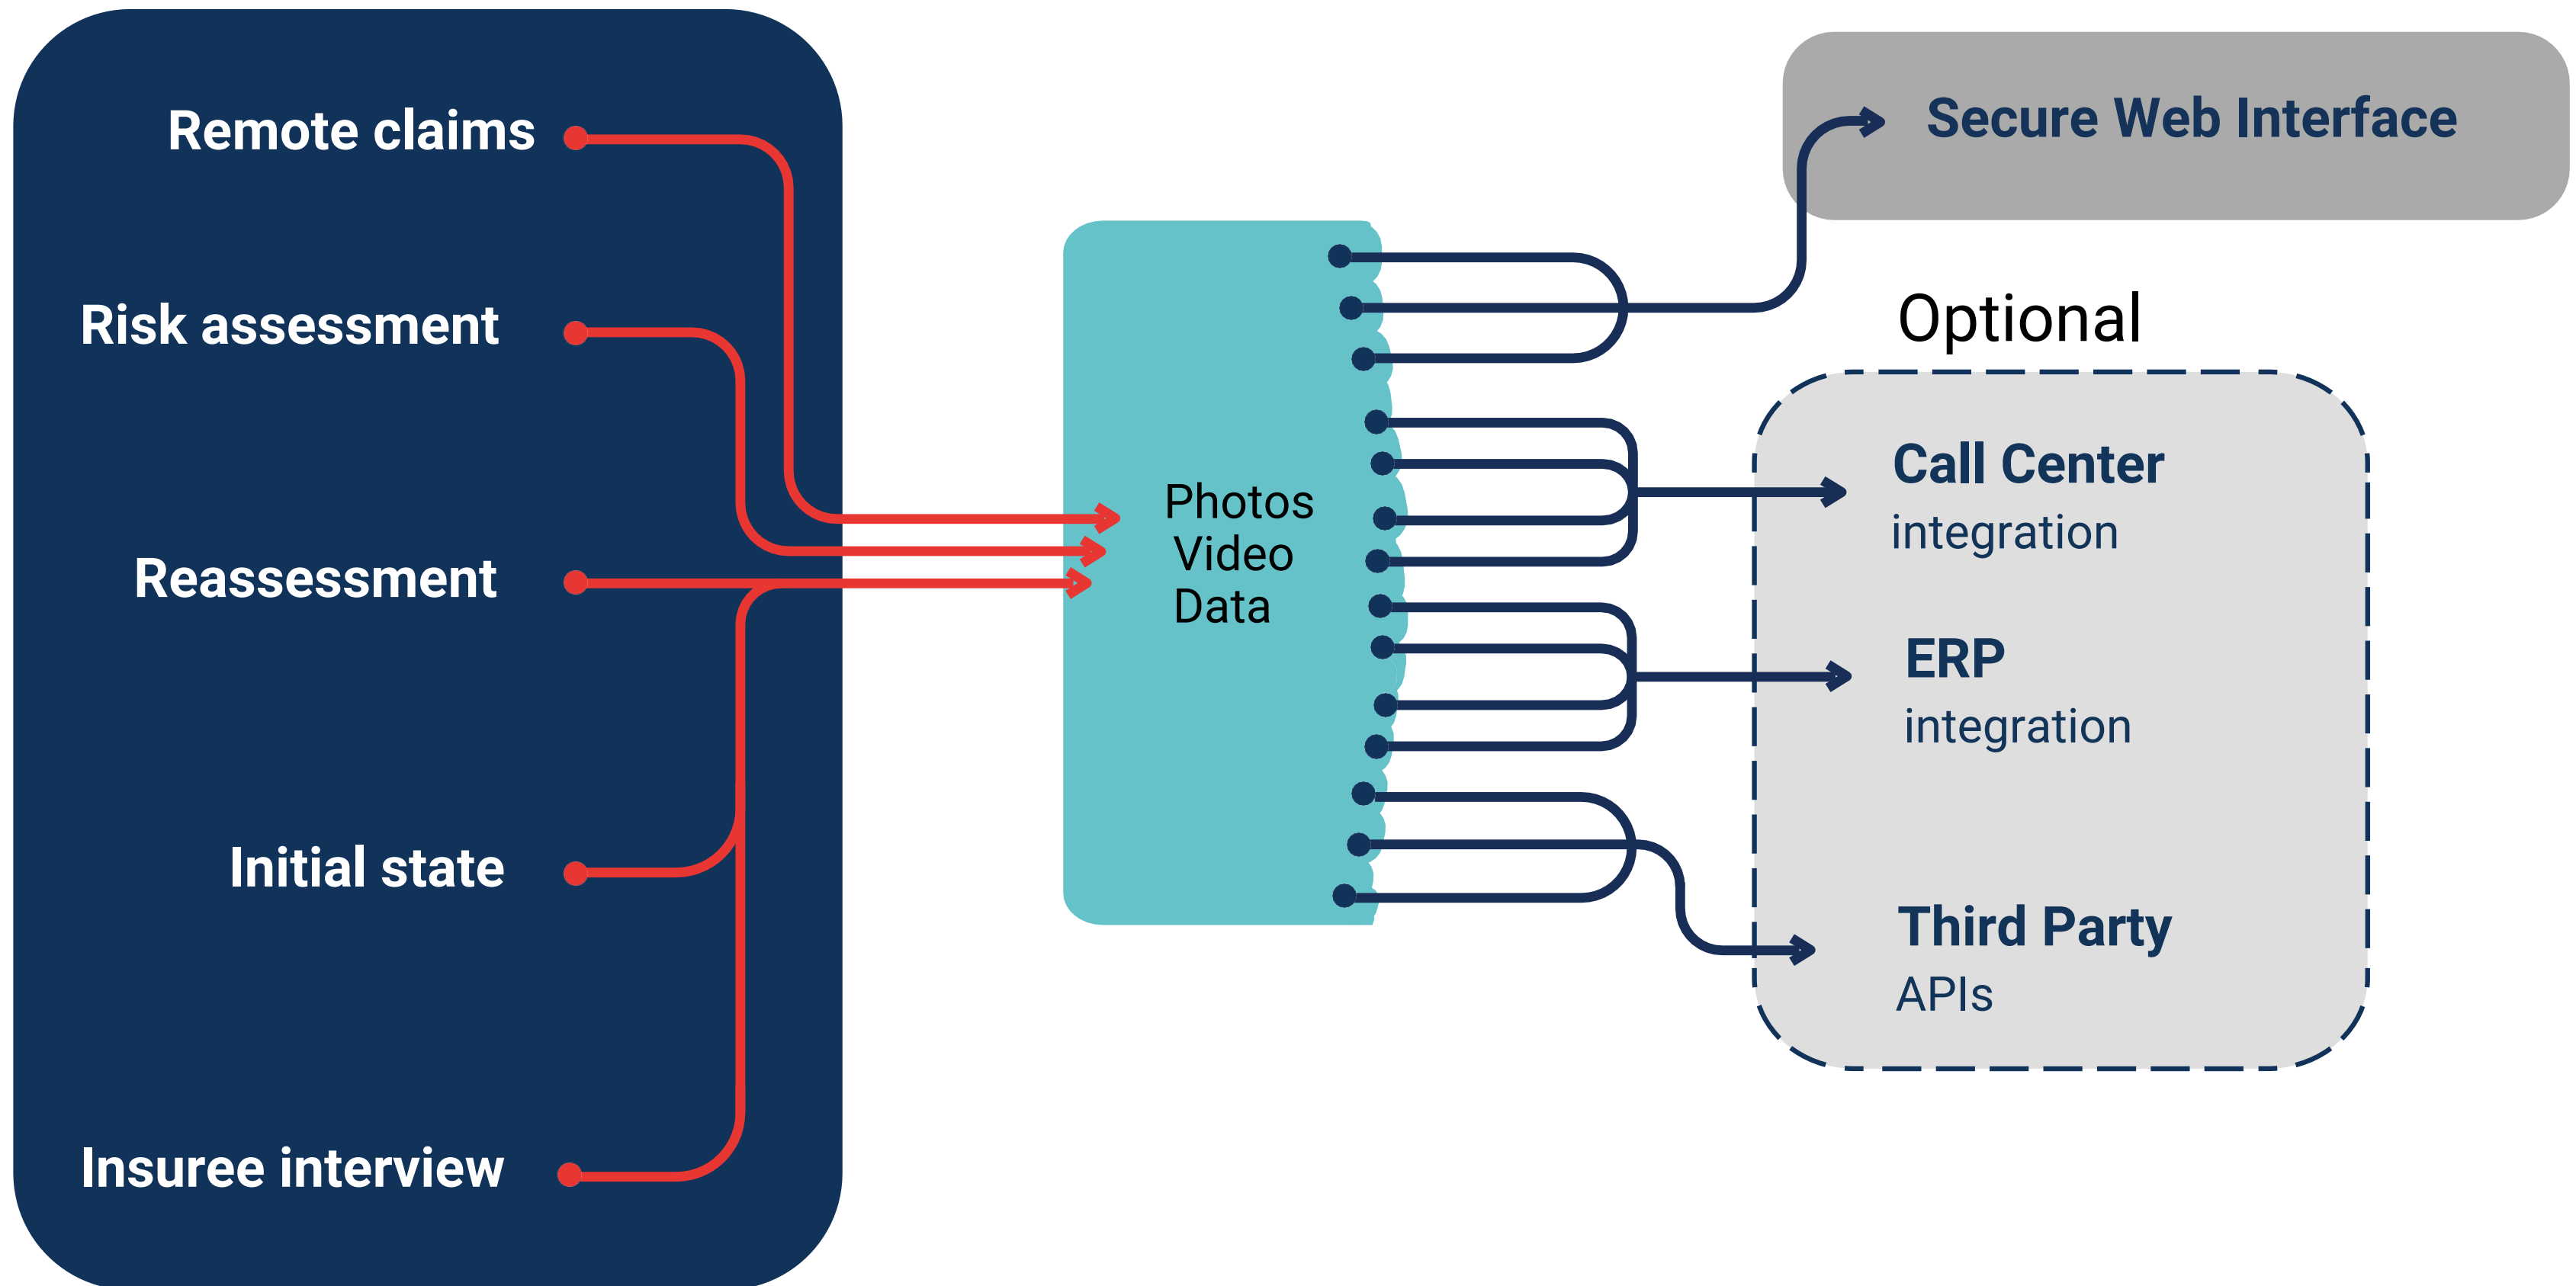 Remote claims
Risk assessment
Reassessment
Initial state
Insuree interview
Photos
Video
Data
Secure Web Interface
Optional
Call Center
integration
ERP
integration
Third Party
APIs